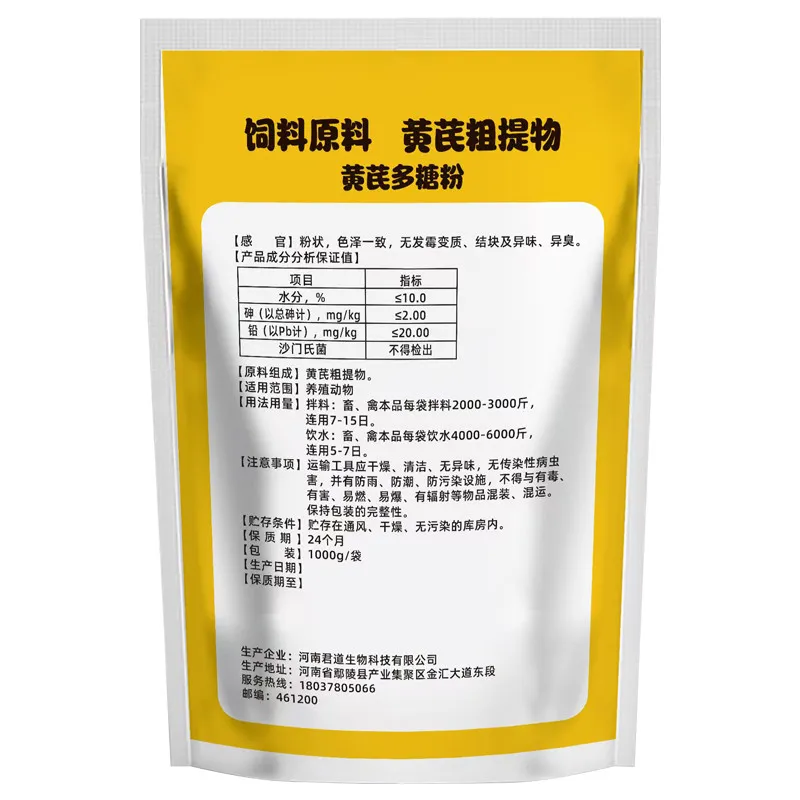 饲料原料 黄芪粗提物
黄芪多糖粉
【感 官】粉状，色泽一致，无发霉变质、结块及异味、异臭。
【产品成分分析保证值】
项目 指标
水分，% ≤10.0
砷（以总砷计），mg/kg ≤2.00
铅（以Pb计），mg/kg ≤20.00
沙门氏菌 不得检出
【原料组成】黄芪粗提物。
【适用范围】养殖动物
【用法用量】拌料：畜、禽本品每袋拌料2000-3000斤，
连用7-15日。
饮水：畜、禽本品每袋饮水4000-6000斤，
连用5-7日。
【注意事项】运输工具应干燥、清洁、无异味，无传染性病虫
害，并有防雨、防潮、防污染设施，不得与有毒、
有害、易燃、易爆、有辐射等物品混装、混运。
保持包装的完整性。
【贮存条件】贮存在通风、干燥、无污染的库房内。
【保 质 期】24个月
【包 装】1000g/袋
【生产日期】
【保质期至】
生产企业：河南君道生物科技有限公司
生产地址：河南省鄢陵县产业集聚区金汇大道东段
服务热线：18037805066
邮编：461200